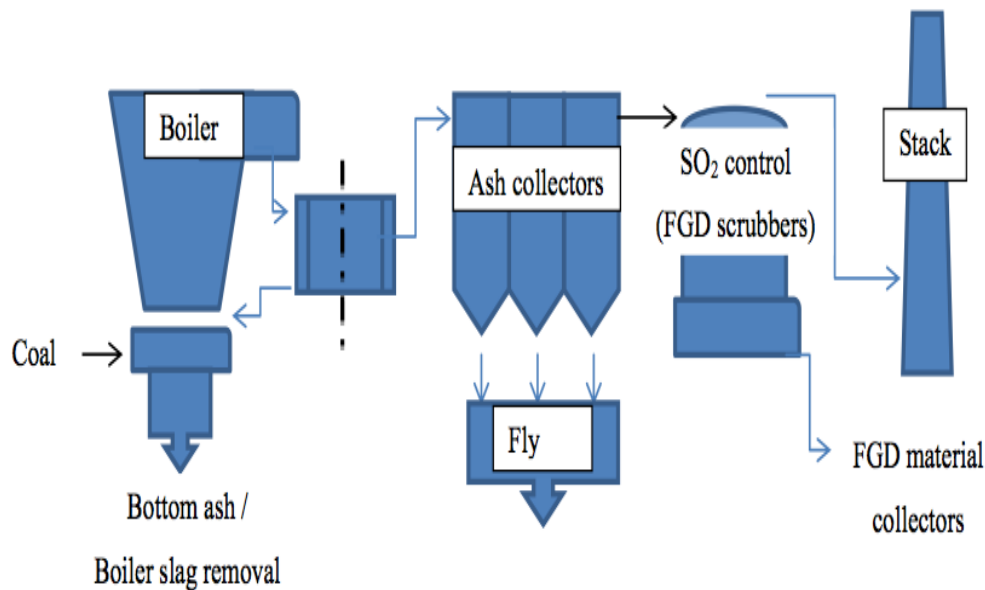 Boiler
Ash collectors
SO₂ control
(FGD scrubbers)
Stack
Coal
Fly
Bottom ash /
Boiler slag removal
FGD material
collectors